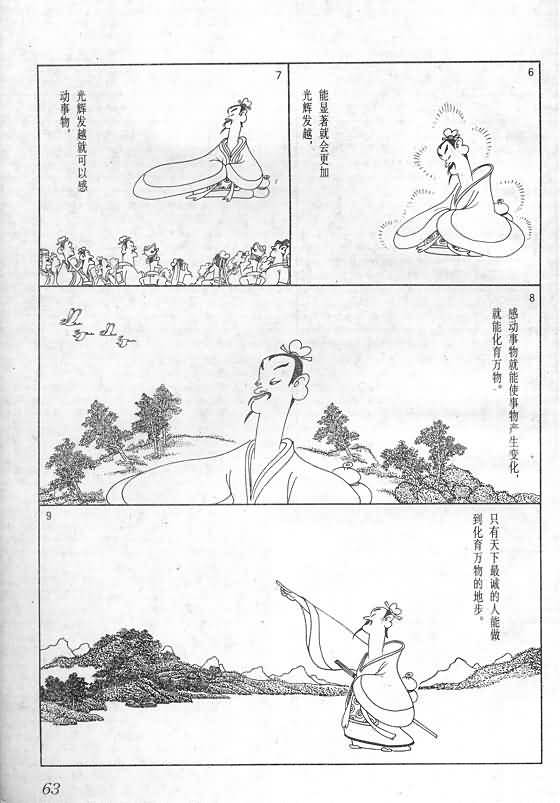 6
能显著就会更加
光辉发越，
7
光辉发越就可以感
动事物，
8
感动事物就能使事物产生变化，
就能化育万物。
9
只有天下最诚的人能做
到化育万物的地步。
63